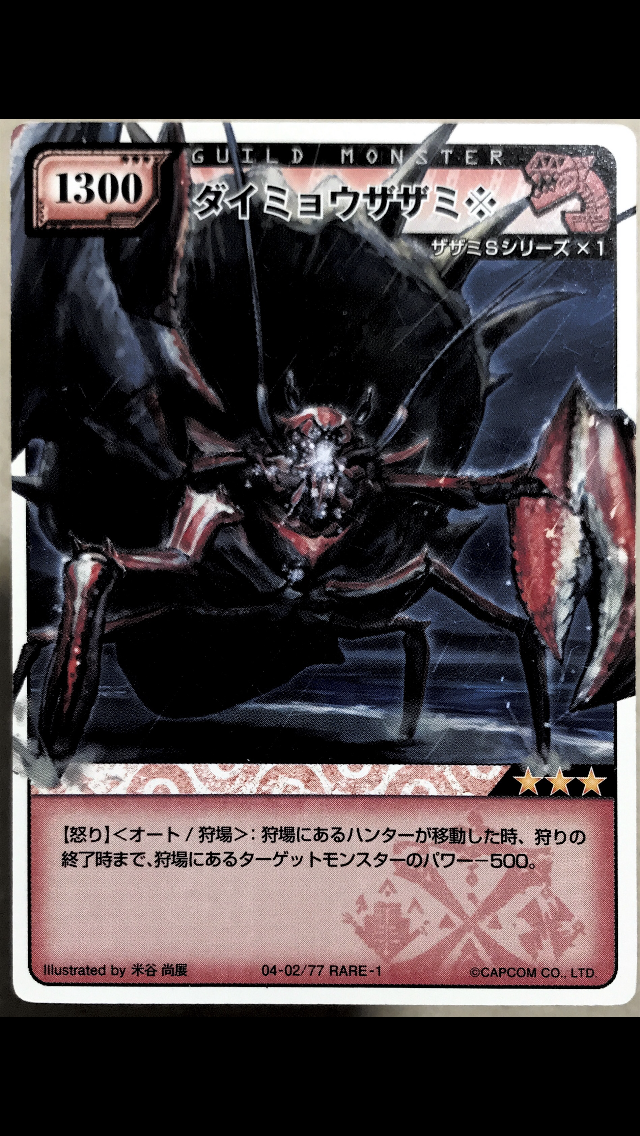 GUILD MONSTER
1300
ダイミョウザザミ※
ザザミSシリーズ×1
【怒り】<オート / 狩場>: 狩場にあるハンターが移動した時、狩りの
終了時まで、狩場にあるターゲットモンスターのパワー−500。
Illustrated by 米谷 尚展
04-02/77 RARE-1
©CAPCOM CO., LTD.